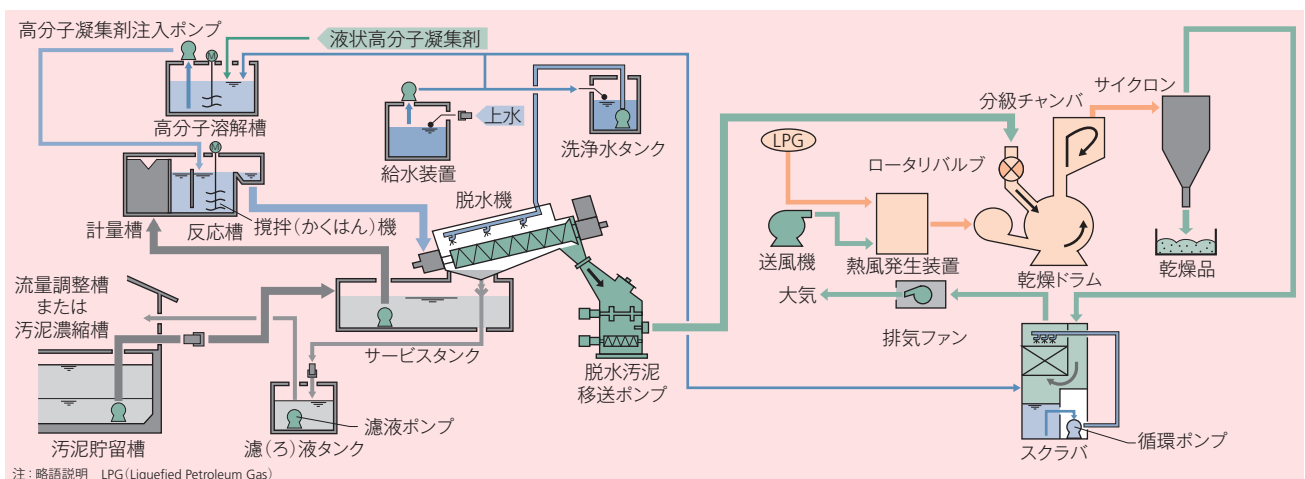 高分子凝集剤注入ポンプ
液状高分子凝集剤
M
高分子溶解槽
上水
給水装置
洗浄水タンク
M
計量槽
反応槽
撹拌(かくはん)機
脱水機
LPG
送風機
熱風発生装置
ロータリバルブ
分級チャンバ
サイクロン
乾燥ドラム
乾燥品
大気
排気ファン
流量調整槽
または
汚泥濃縮槽
サービスタンク
脱水汚泥
移送ポンプ
濾液ポンプ
汚泥貯留槽
濾(ろ)液タンク
循環ポンプ
スクラバ
注:略語説明 LPG(Liquefied Petroleum Gas)